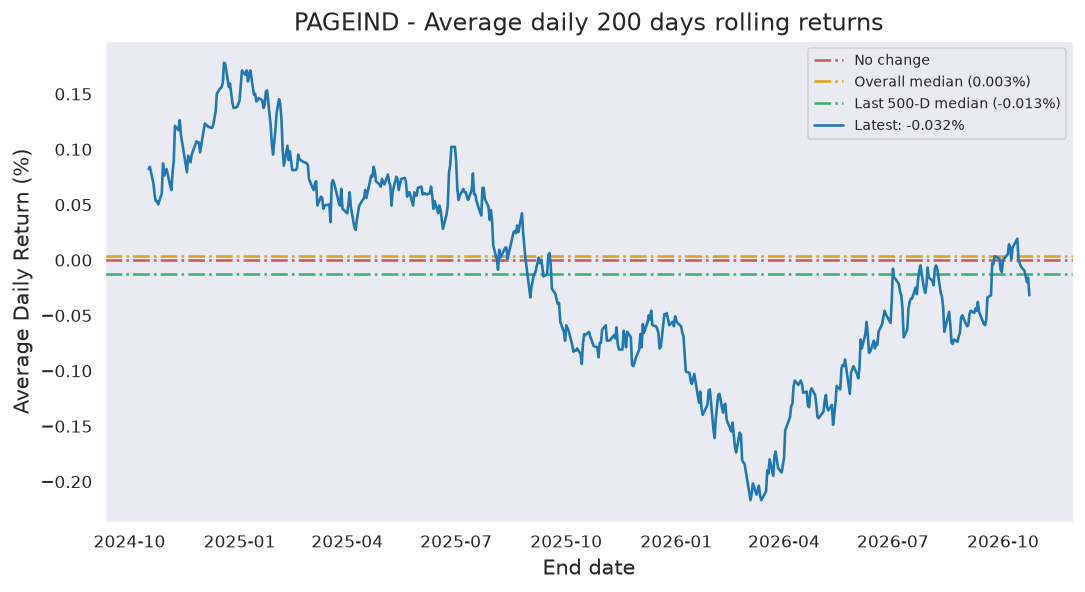 PAGEIND - Average daily 200 days rolling returns
No change
Overall median (0.003%)
Last 500-D median (-0.013%)
Latest: -0.032%
Average Daily Return (%)
0.15
0.10
0.05
0.00
−0.05
−0.10
−0.15
−0.20
2024-10 2025-01 2025-04 2025-07 2025-10 2026-01 2026-04 2026-07 2026-10
End date